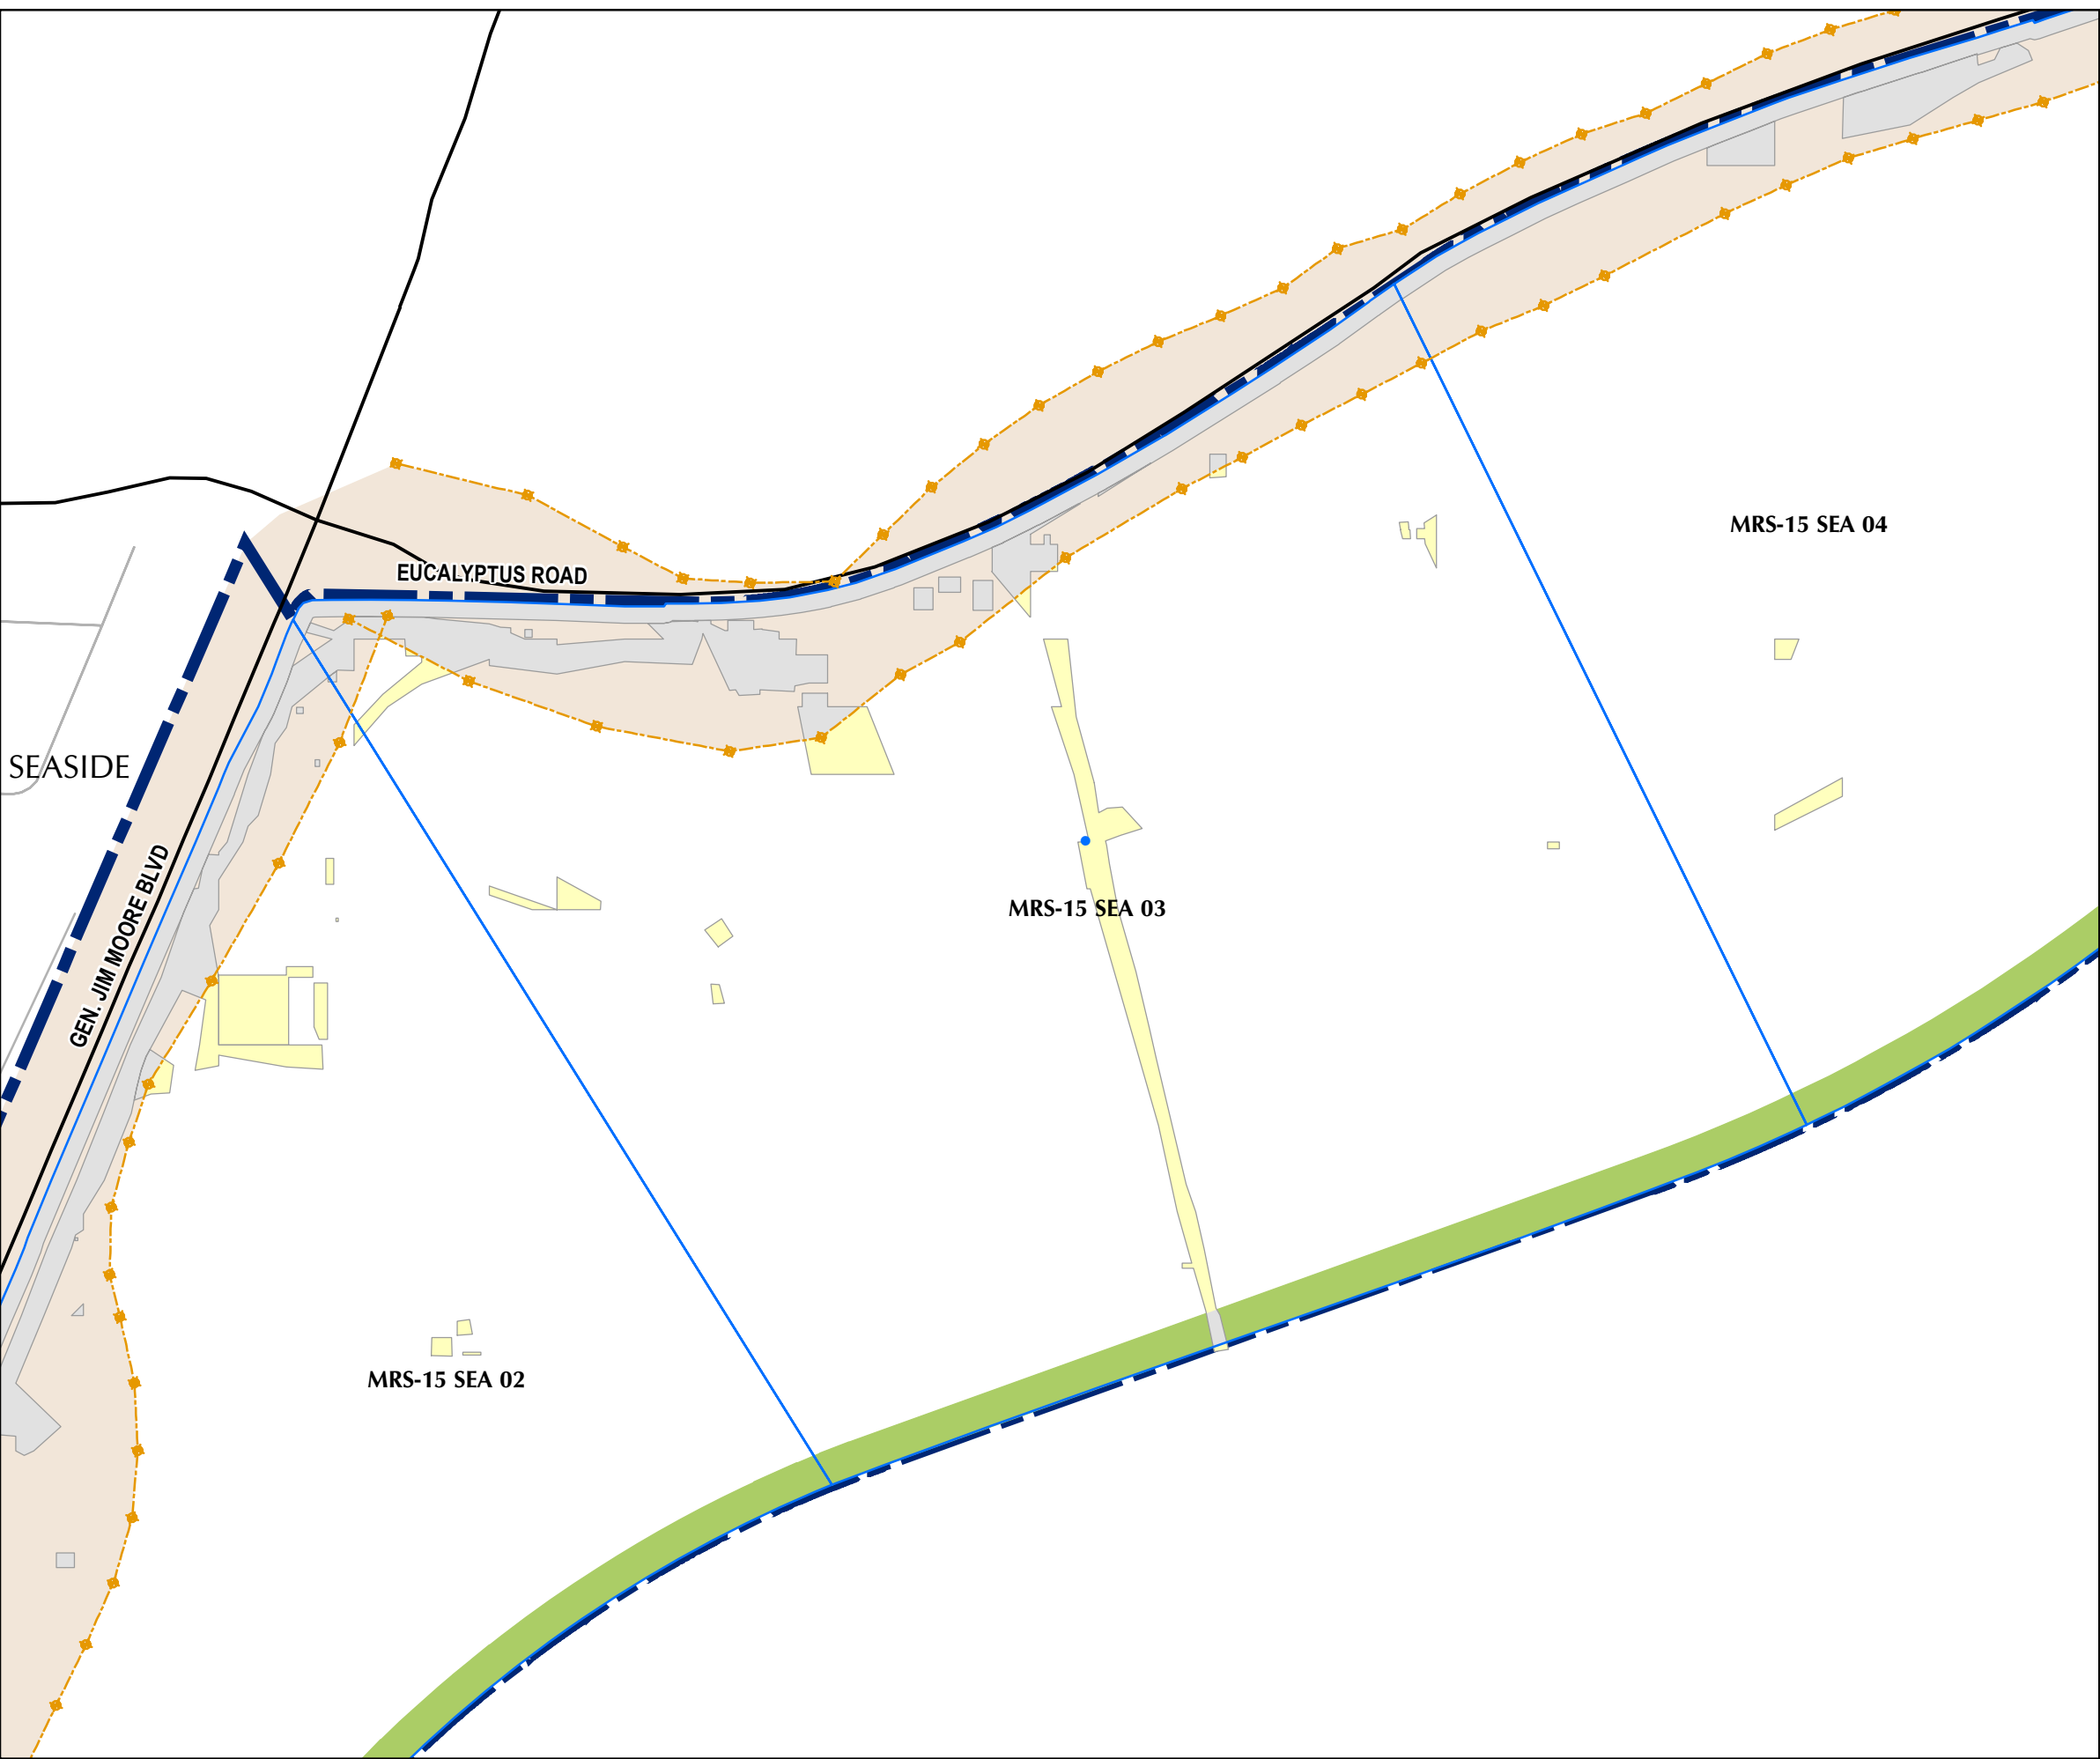 MRS-15 SEA 04
EUCALYPTUS ROAD
SEASIDE
GEN. JIM MOORE BLVD
MRS-15 SEA 03
MRS-15 SEA 02